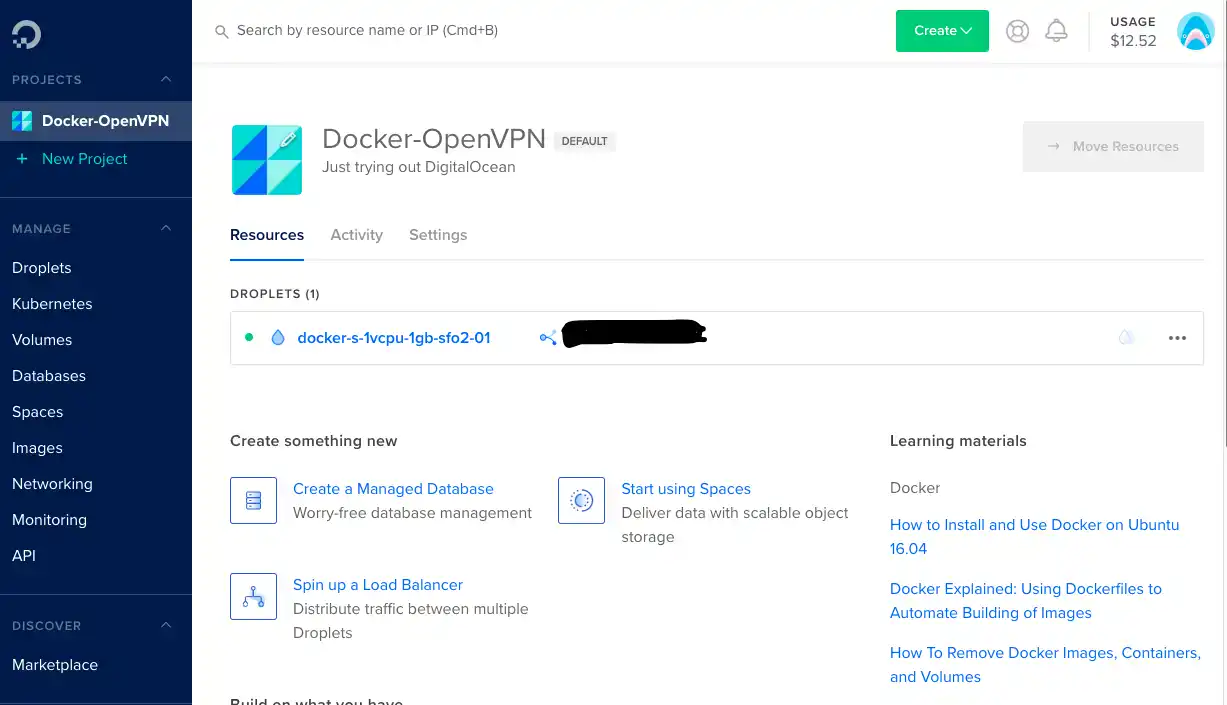 Search by resource name or IP (Cmd+B)
Create
USAGE
$12.52
PROJECTS
Docker-OpenVPN
+ New Project
MANAGE
Droplets
Kubernetes
Volumes
Databases
Spaces
Images
Networking
Monitoring
API
DISCOVER
Marketplace
Docker-OpenVPN DEFAULT
Just trying out DigitalOcean
→ Move Resources
Resources Activity Settings
DROPLETS (1)
docker-s-1vcpu-1gb-sfo2-01
Create something new
Create a Managed Database
Worry-free database management
Start using Spaces
Deliver data with scalable object
storage
Spin up a Load Balancer
Distribute traffic between multiple
Droplets
Learning materials
Docker
How to Install and Use Docker on Ubuntu
16.04
Docker Explained: Using Dockerfiles to
Automate Building of Images
How To Remove Docker Images, Containers,
and Volumes
Build on what you have